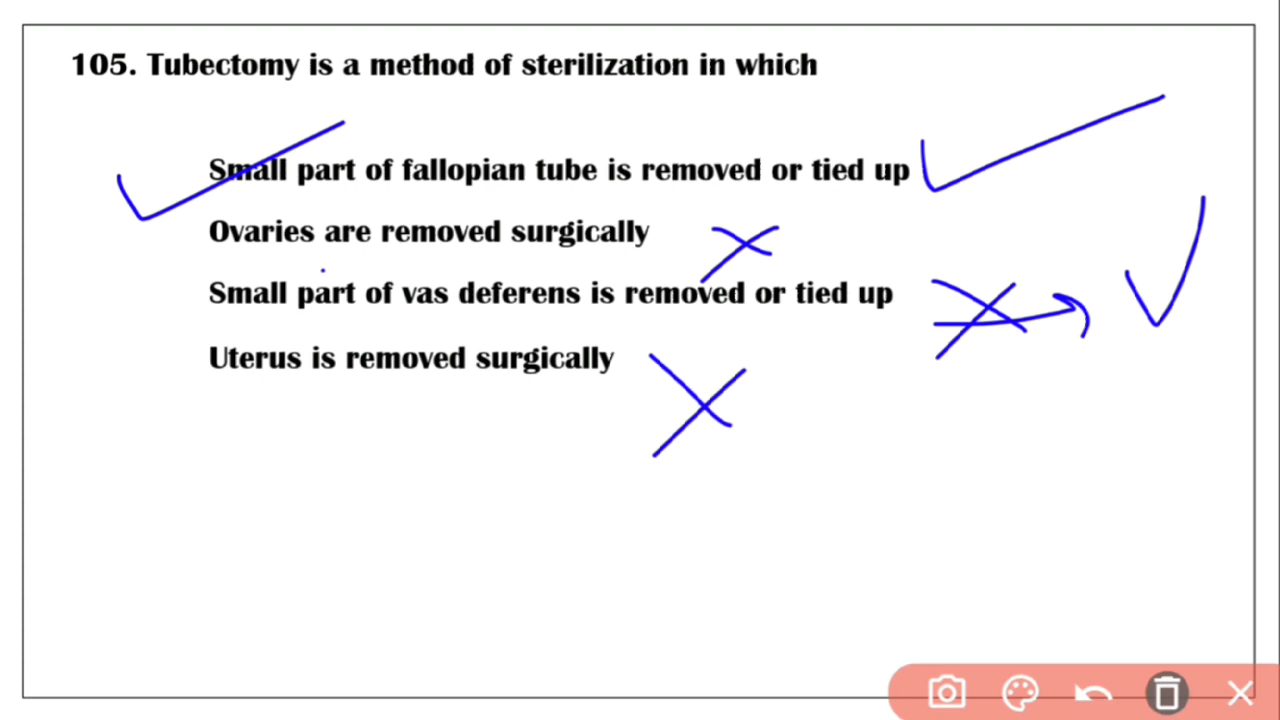 105. Tubectomy is a method of sterilization in which
Small part of fallopian tube is removed or tied up
Ovaries are removed surgically
Small part of vas deferens is removed or tied up
Uterus is removed surgically